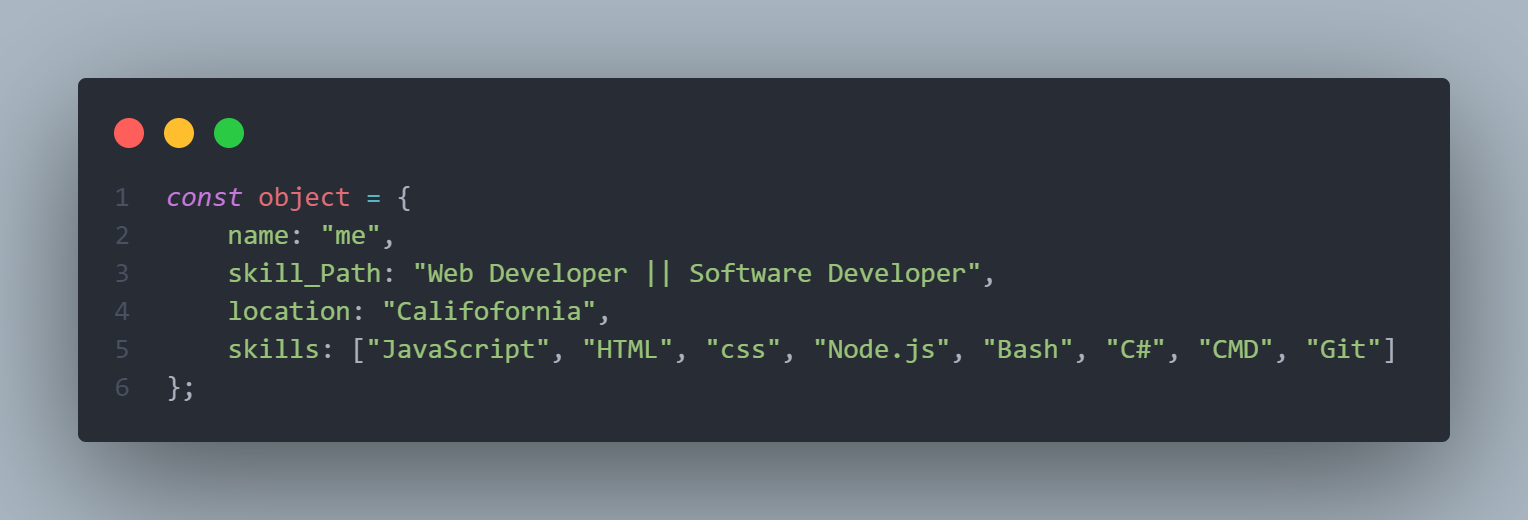 1 const object = {
2 name: "me",
3 skill_Path: "Web Developer || Software Developer",
4 location: "Califofornia",
5 skills: ["JavaScript", "HTML", "css", "Node.js", "Bash", "C#", "CMD", "Git"]
6 };